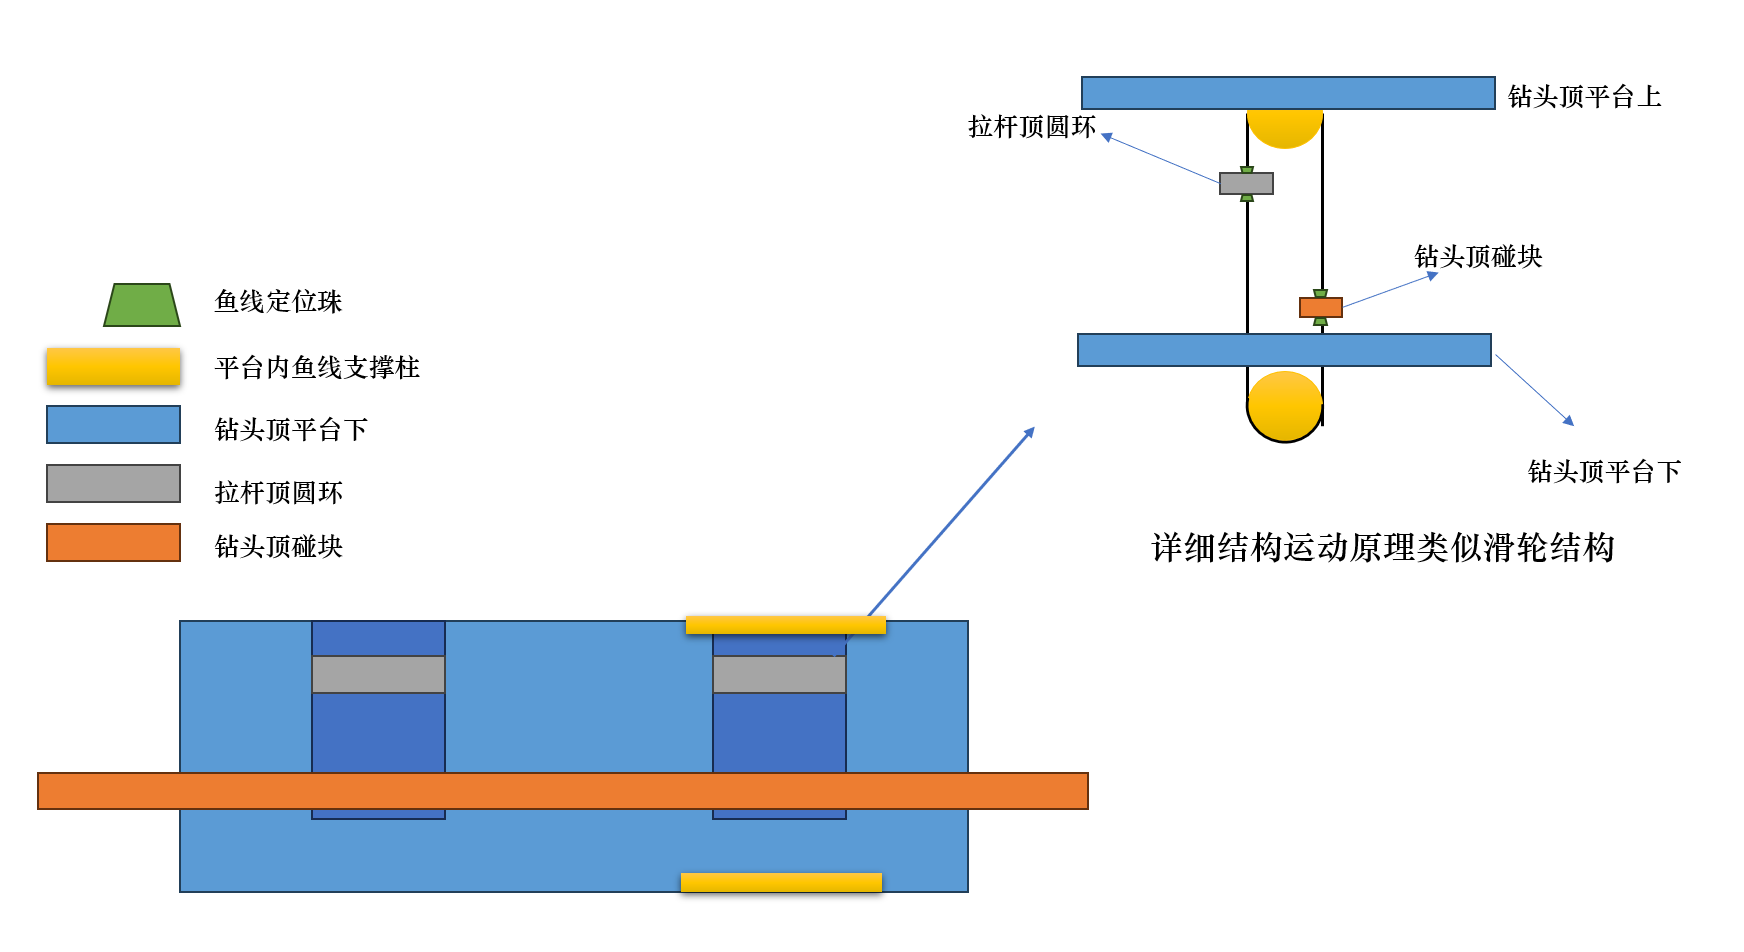 钻头顶平台上
拉杆顶圆环
钻头顶碰块
鱼线定位珠
平台内鱼线支撑柱
钻头顶平台下
拉杆顶圆环
钻头顶碰块
钻头顶平台下
详细结构运动原理类似滑轮结构